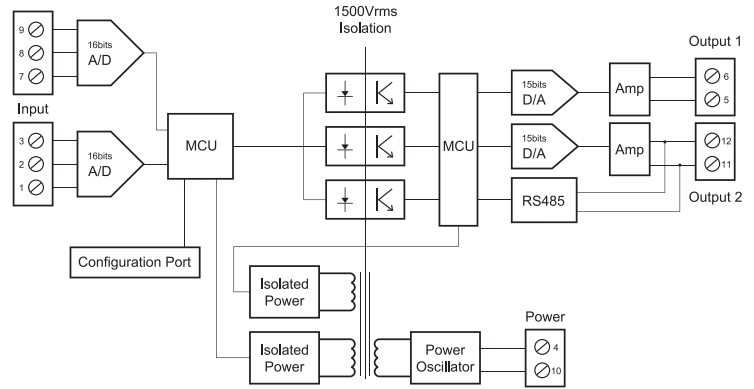 1500Vrms
Isolation
9
8
7
16bits
A/D
Input
3
2
1
16bits
A/D
MCU
Configuration Port
MCU
15bits
D/A
Amp
Output 1
6
5
15bits
D/A
Amp
12
11
Output 2
RS485
Isolated
Power
Isolated
Power
Power
Oscillator
Power
4
10